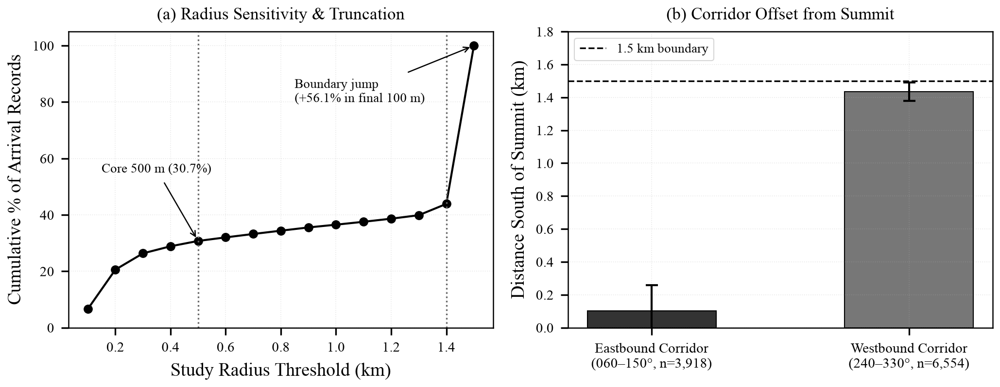 (a) Radius Sensitivity & Truncation
Cumulative % of Arrival Records
100
80
60
40
20
0
Boundary jump
(+56.1% in final 100 m)
Core 500 m (30.7%)
0.2
0.4
0.6
0.8
1.0
1.2
1.4
Study Radius Threshold (km)
(b) Corridor Offset from Summit
Distance South of Summit (km)
1.8
1.6
1.4
1.2
1.0
0.8
0.6
0.4
0.2
0.0
1.5 km boundary
Eastbound Corridor
(060–150°, n=3,918)
Westbound Corridor
(240–330°, n=6,554)